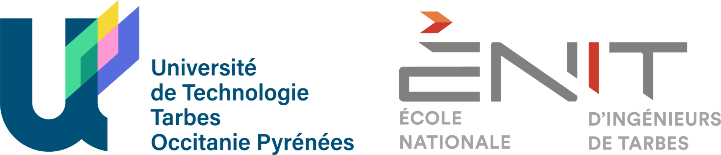 Université
de Technologie
Tarbes
Occitanie Pyrénées
ÈNIT
ÉCOLE
NATIONALE
D'INGÉNIEURS
DE TARBES